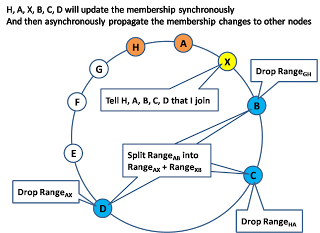 H, A, X, B, C, D will update the membership synchronously
And then asynchronously propagate the membership changes to other nodes
H
A
X
G
Drop RangeGH
Tell H, A, B, C, D that I join
B
F
E
Split RangeAB into
RangeAX + RangeXB
C
Drop RangeAX
D
Drop RangeHA